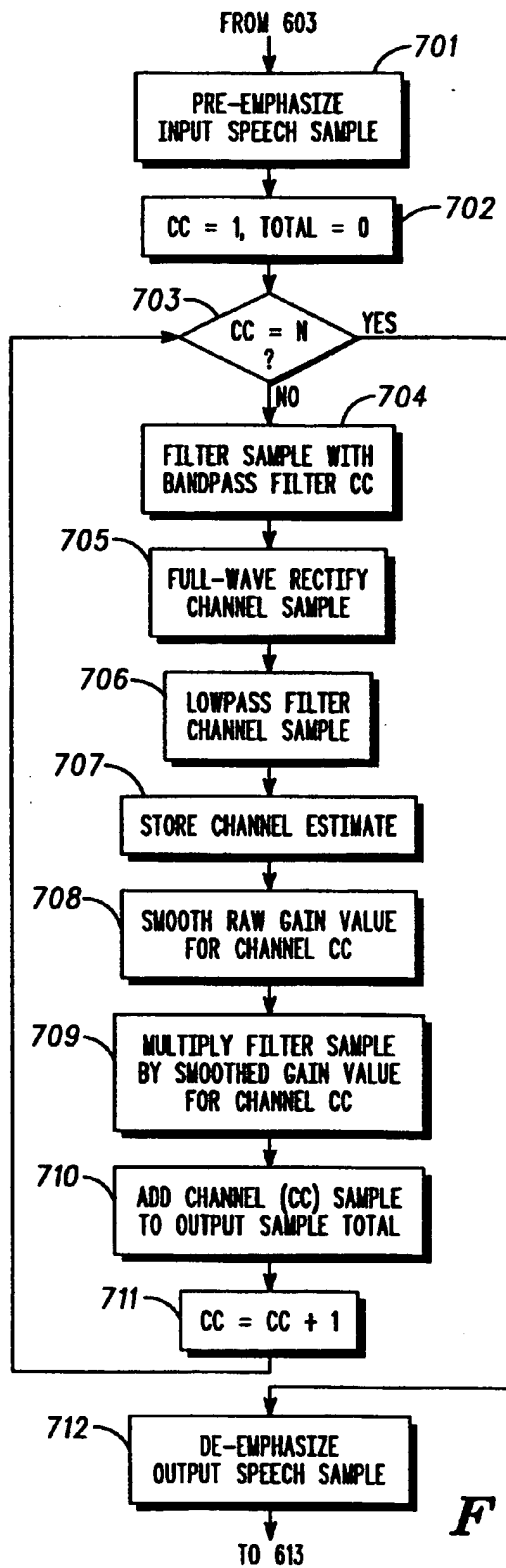 FROM 603
701
PRE-EMPHASIZE
INPUT SPEECH SAMPLE
702
CC = 1, TOTAL = 0
703
CC = N
?
YES
NO
704
FILTER SAMPLE WITH
BANDPASS FILTER CC
705
FULL-WAVE RECTIFY
CHANNEL SAMPLE
706
LOWPASS FILTER
CHANNEL SAMPLE
707
STORE CHANNEL ESTIMATE
708
SMOOTH RAW GAIN VALUE
FOR CHANNEL CC
709
MULTIPLY FILTER SAMPLE
BY SMOOTHED GAIN VALUE
FOR CHANNEL CC
710
ADD CHANNEL (CC) SAMPLE
TO OUTPUT SAMPLE TOTAL
711
CC = CC + 1
712
DE-EMPHASIZE
OUTPUT SPEECH SAMPLE
F
TO 613